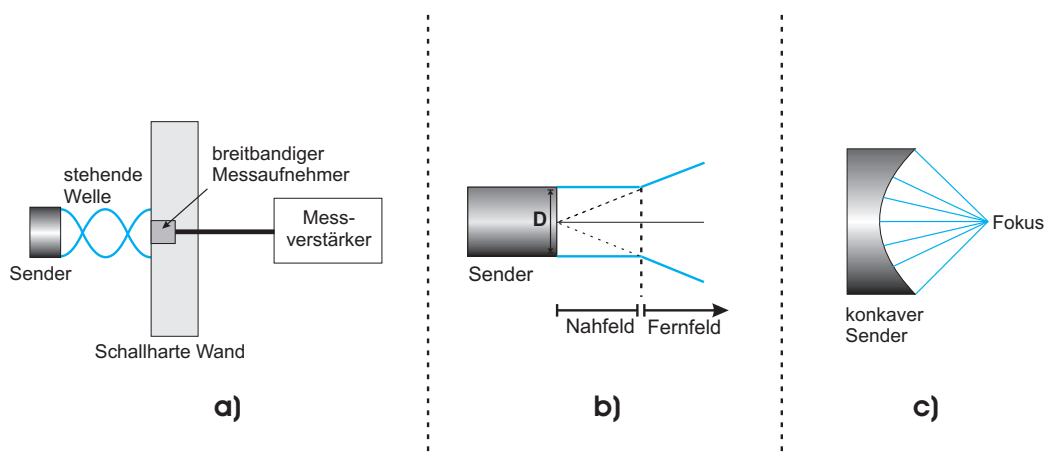 stehende
Welle
breitbandiger
Messaufnehmer
Mess-
verstärker
Sender
Schallharte Wand
a)
D
Sender
Nahfeld
Fernfeld
b)
Fokus
konkaver
Sender
c)